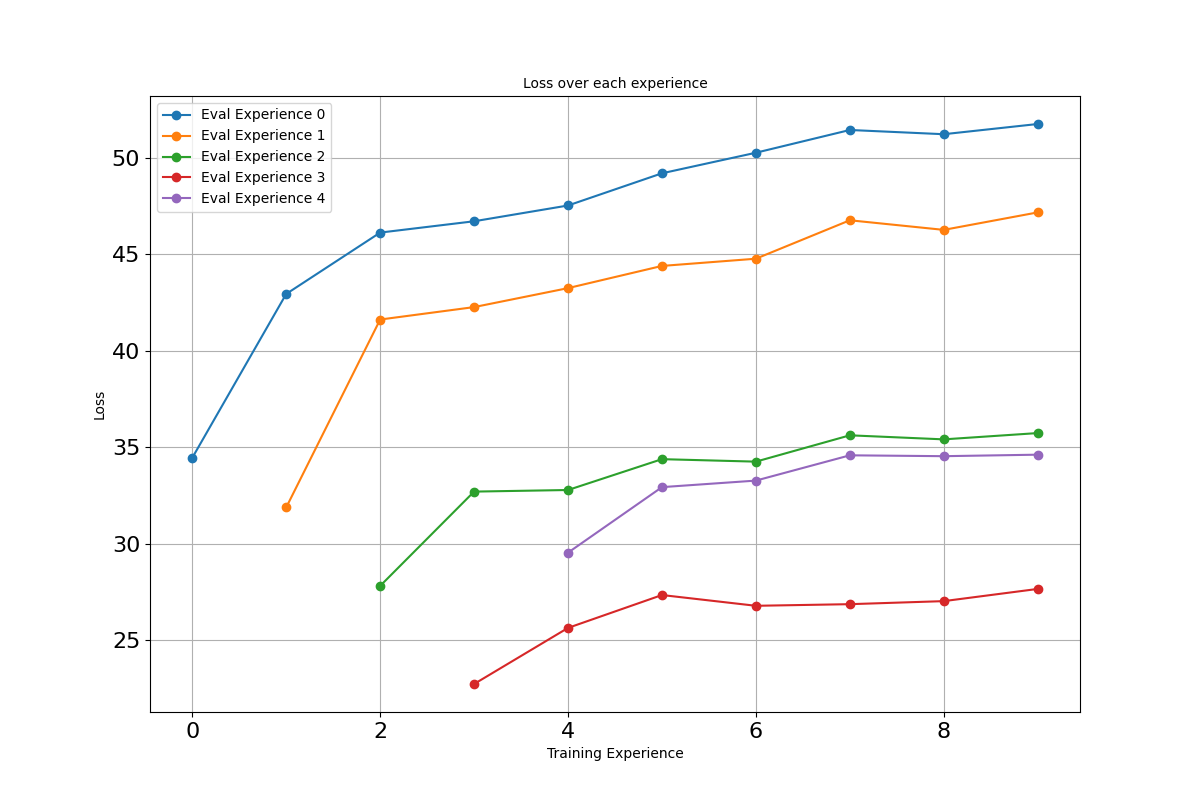 Loss over each experience
Eval Experience 0
Eval Experience 1
Eval Experience 2
Eval Experience 3
Eval Experience 4
50
45
40
35
30
25
Loss
0 2 4 6 8
Training Experience